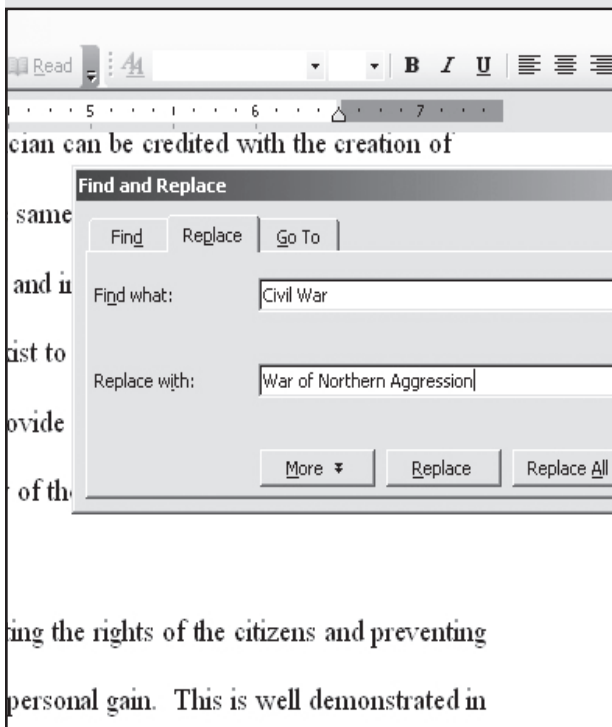 Read B I U
5 6 7
cian can be credited with the creation of
Find and Replace
same
Find Replace Go To
and in
Find what: Civil War
ist to
Replace with: War of Northern Aggression
ovide
More Replace Replace All
of the
ing the rights of the citizens and preventing
personal gain. This is well demonstrated in